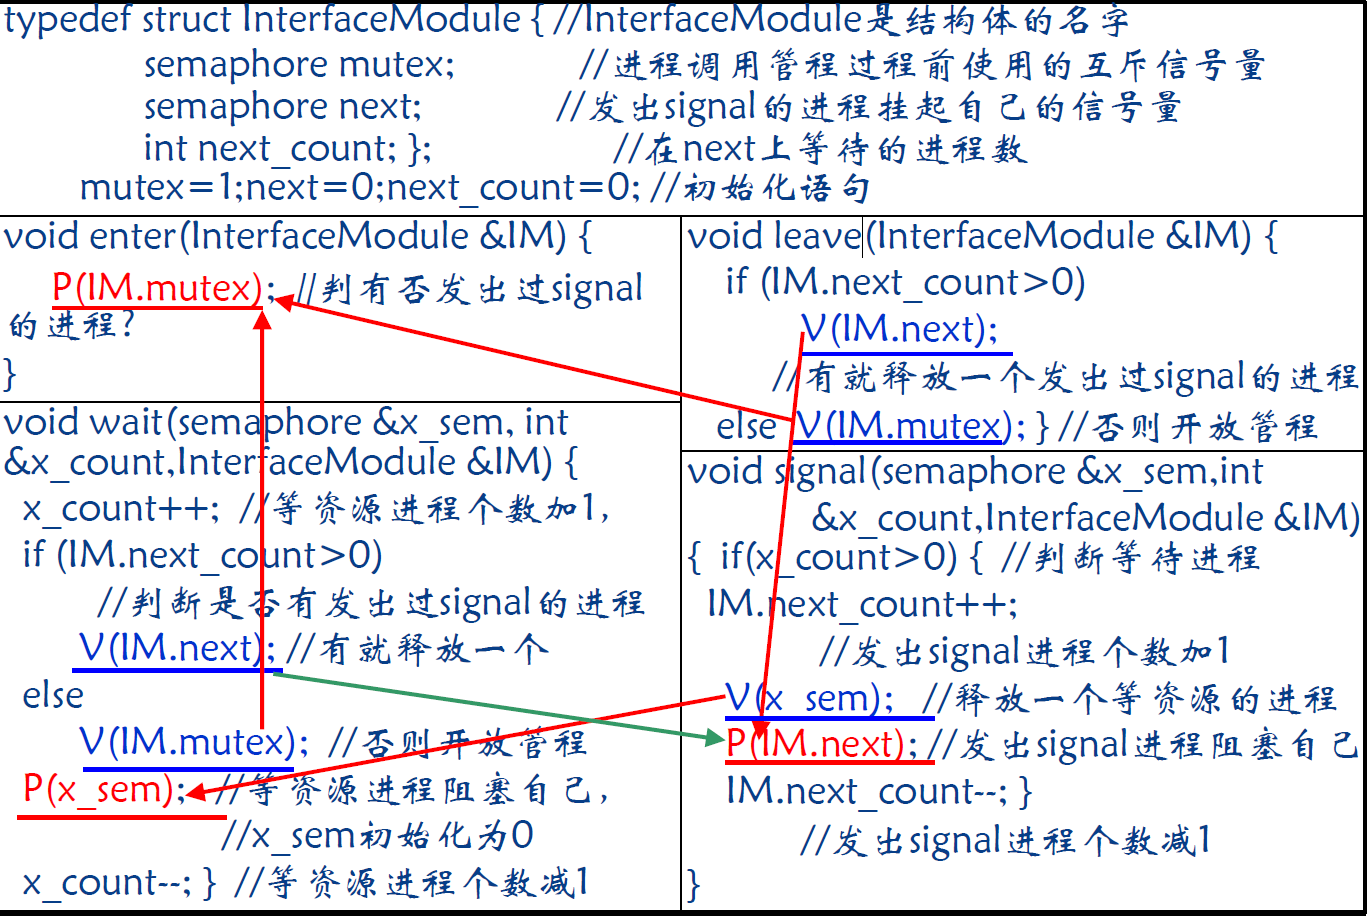 typedef struct InterfaceModule { //InterfaceModule是结构体的名字
semaphore mutex; //进程调用管程过程前使用的互斥信号量
semaphore next; //发出signal的进程挂起自己的信号量
int next_count; }; //在next上等待的进程数
mutex=1;next=0;next_count=0; //初始化语句
void enter(InterfaceModule &IM) {
P(IM.mutex); //判有否发出过signal
的进程?
}
void wait(semaphore &x_sem, int
&x_count,InterfaceModule &IM) {
x_count++; //等资源进程个数加1,
if (IM.next_count>0)
//判断是否有发出过signal的进程
V(IM.next); //有就释放一个
else
V(IM.mutex); //否则开放管程
P(x_sem); //等资源进程阻塞自己,
//x_sem初始化为0
x_count--; } //等资源进程个数减1
void leave(InterfaceModule &IM) {
if (IM.next_count>0)
V(IM.next);
//有就释放一个发出过signal的进程
else V(IM.mutex); } //否则开放管程
void signal(semaphore &x_sem,int
&x_count,InterfaceModule &IM)
{ if(x_count>0) { //判断等待进程
IM.next_count++;
//发出signal进程个数加1
V(x_sem); //释放一个等资源的进程
P(IM.next); //发出signal进程阻塞自己
IM.next_count--; }
//发出signal进程个数减1
}